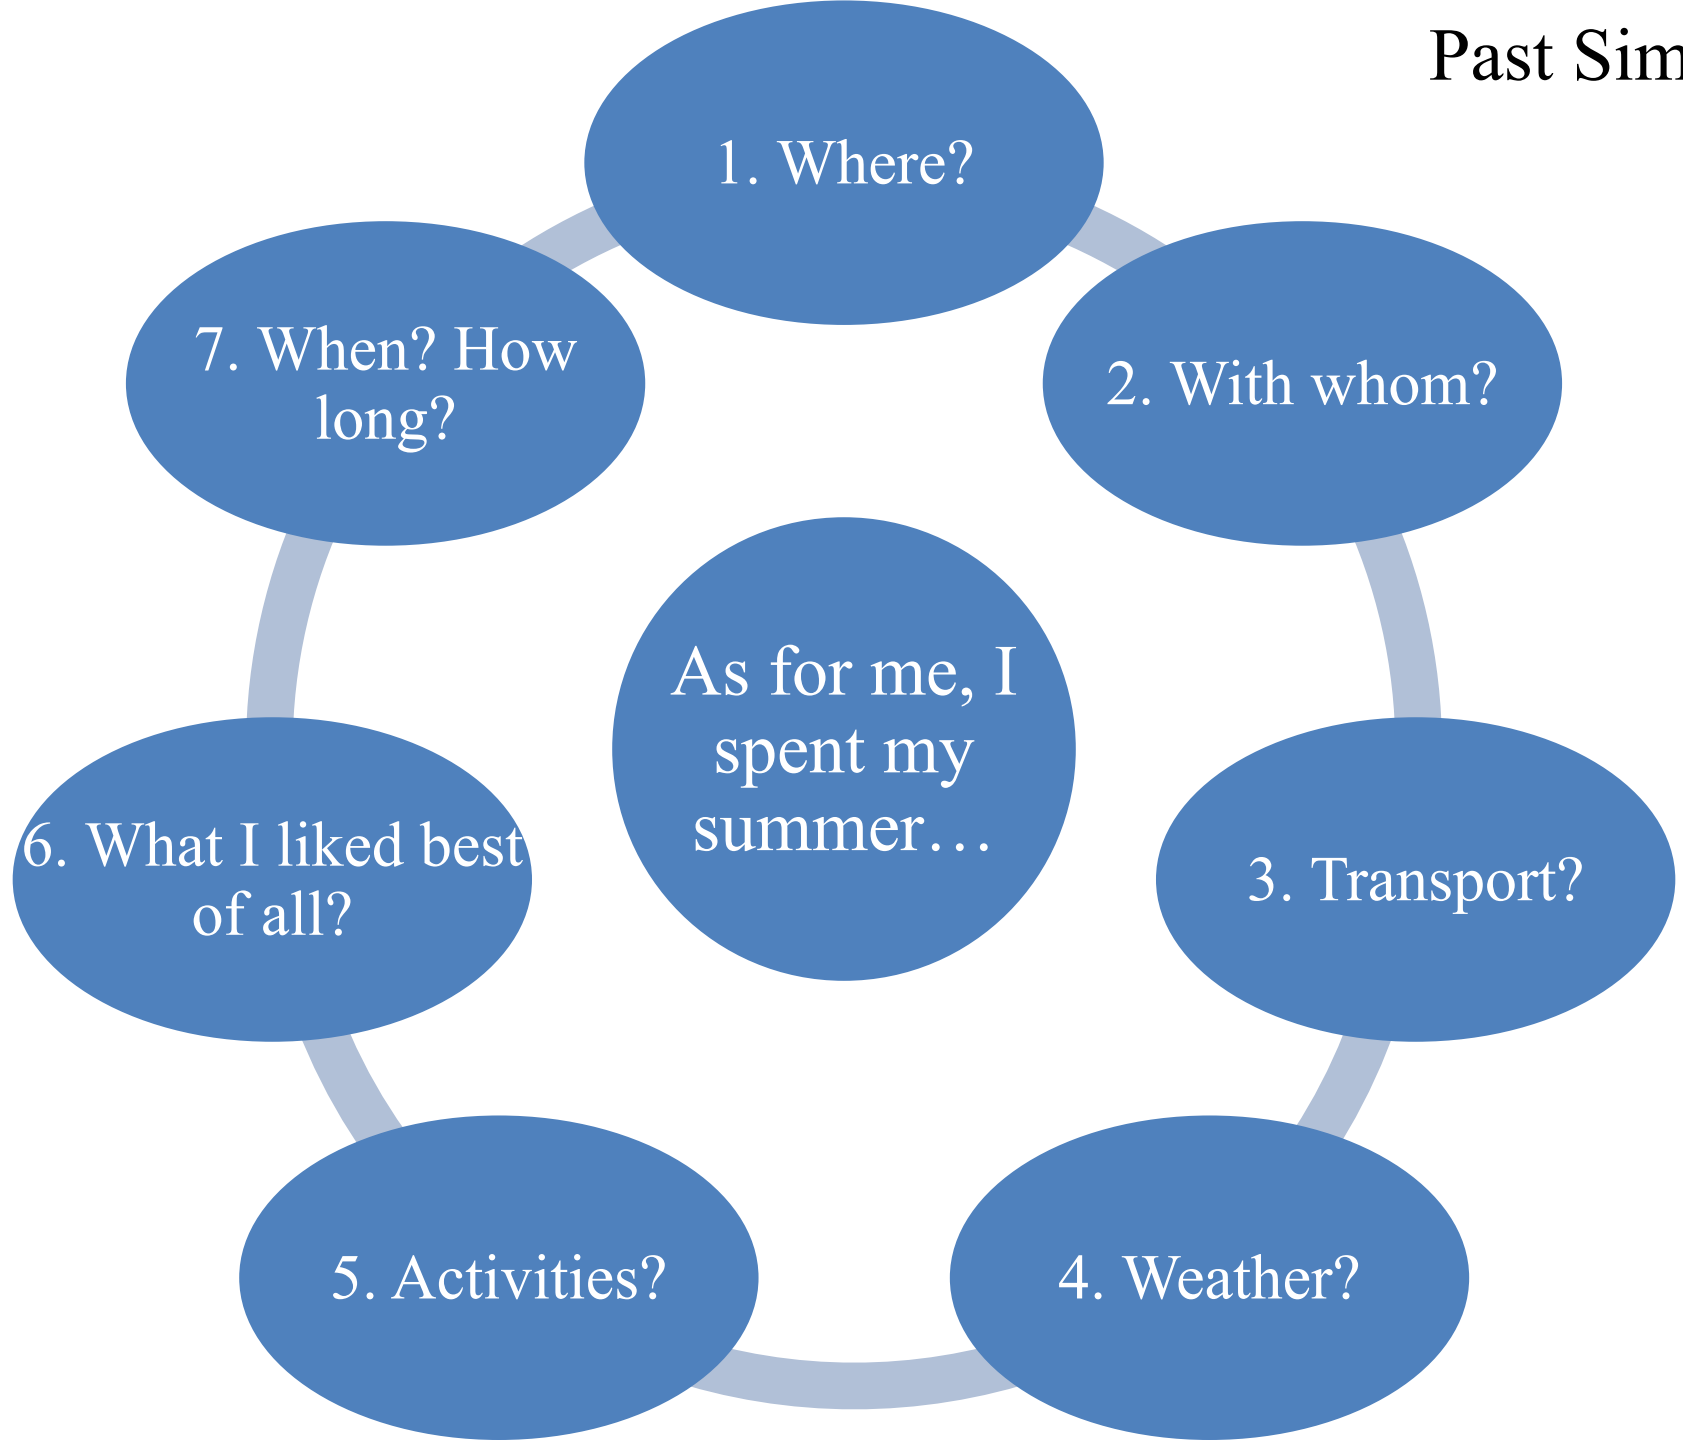 Past Sim
1. Where?
2. With whom?
3. Transport?
4. Weather?
5. Activities?
6. What I liked best
of all?
7. When? How
long?
As for me, I
spent my
summer…